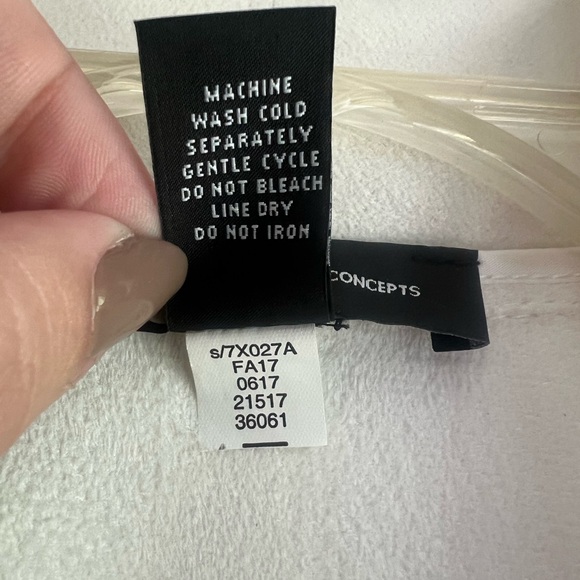 MACHINE
WASH COLD
SEPARATELY
GENTLE CYCLE
DO NOT BLEACH
LINE DRY
DO NOT IRON
CONCEPTS
s/7X027A
FA17
0617
21517
36061